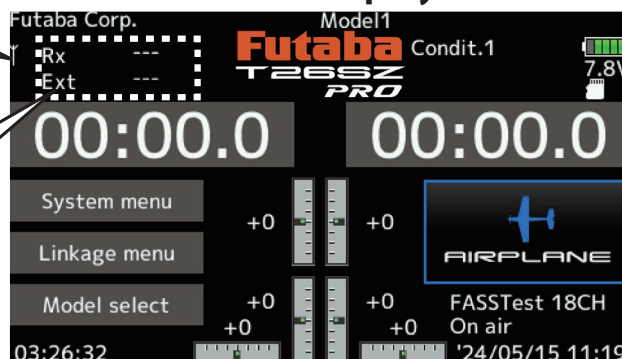 Futaba Corp.
Model1
Rx ---
Ext ---
Futaba
T26SZ
PRO
Condit.1
7.8V
00:00.0
00:00.0
System menu
Linkage menu
Model select
+0
+0
+0
+0
+0
+0
AIRPLANE
FASSTest 18CH
On air
03:26:32
'24/05/15 11:19